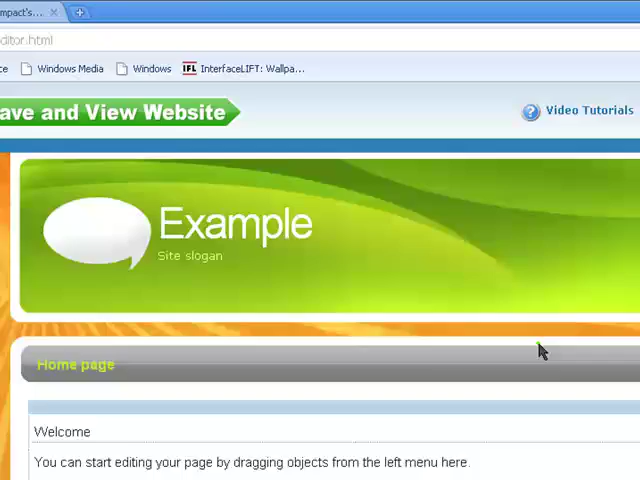 mpact's...
ditor.html
ce Windows Media Windows IFL InterfaceLIFT: Wallpa...
ave and View Website Video Tutorials
Example
Site slogan
Home page
Welcome
You can start editing your page by dragging objects from the left menu here.